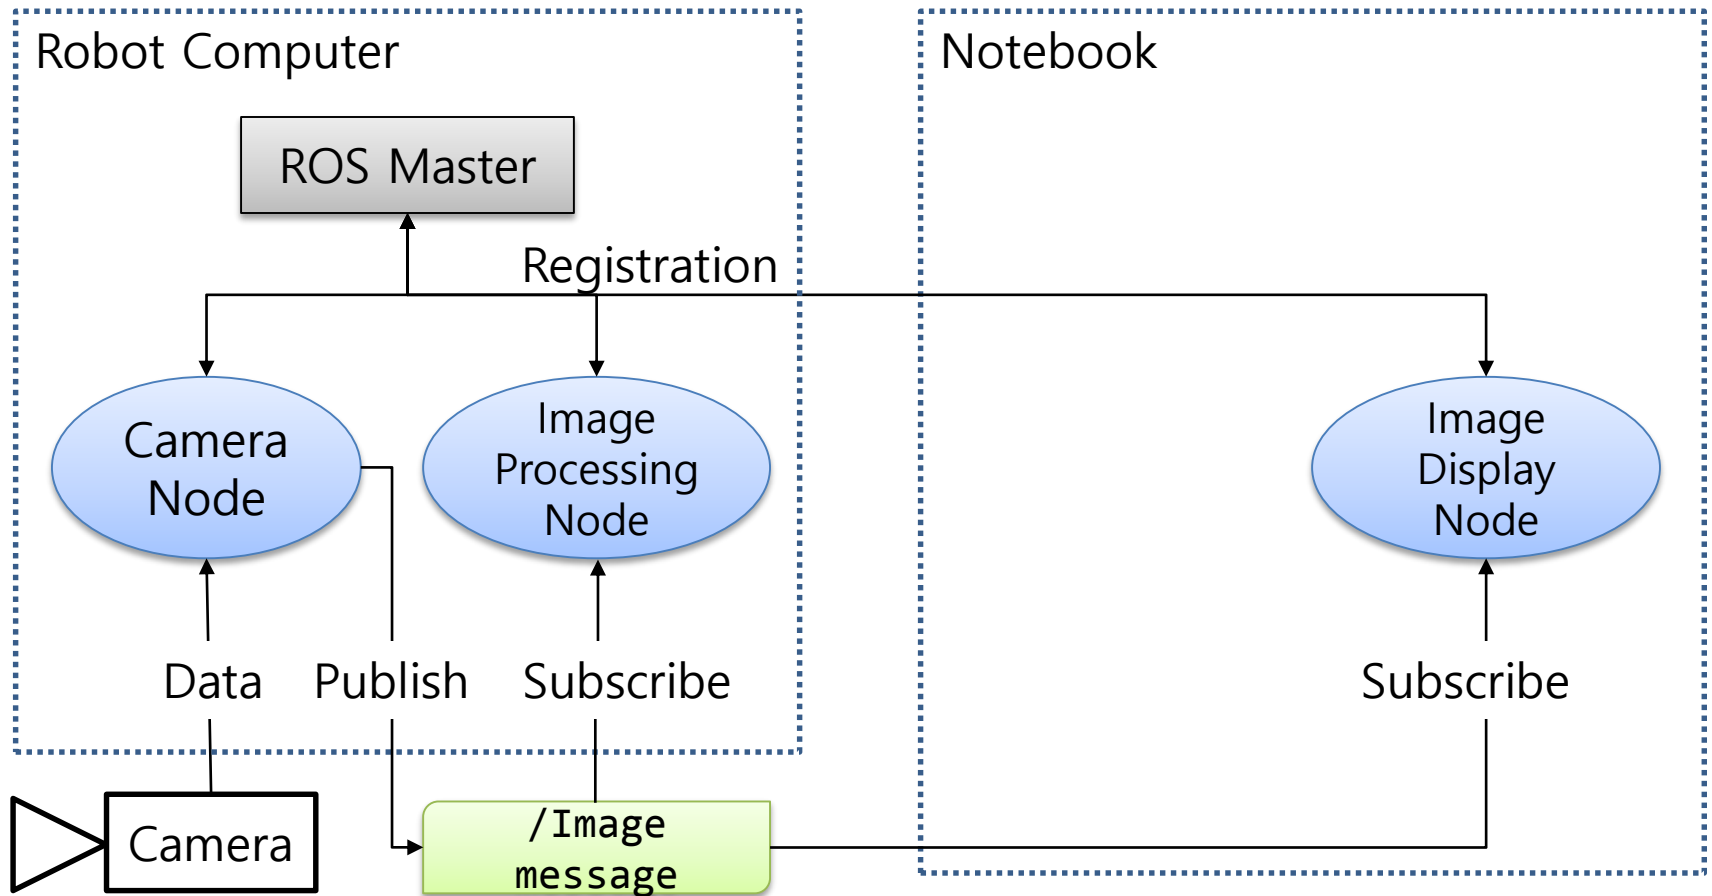 Robot Computer
Notebook
ROS Master
Registration
Camera
Node
Image
Processing
Node
Image
Display
Node
Data
Publish
Subscribe
Subscribe
Camera
/Image
message